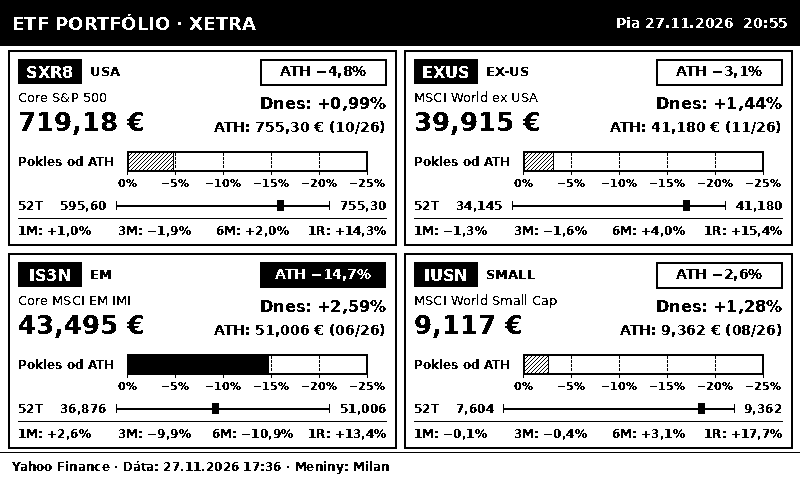 ETF PORTFÓLIO · XETRA
Pia 27.11.2026 20:55
SXR8 USA ATH −4,8%
Core S&P 500
Dnes: +0,99%
719,18 €
ATH: 755,30 € (10/26)
Pokles od ATH
0% −5% −10% −15% −20% −25%
52T 595,60 755,30
1M: +1,0% 3M: −1,9% 6M: +2,0% 1R: +14,3%
EXUS EX-US ATH −3,1%
MSCI World ex USA
Dnes: +1,44%
39,915 €
ATH: 41,180 € (11/26)
Pokles od ATH
0% −5% −10% −15% −20% −25%
52T 34,145 41,180
1M: −1,3% 3M: −1,6% 6M: +4,0% 1R: +15,4%
IS3N EM ATH −14,7%
Core MSCI EM IMI
Dnes: +2,59%
43,495 €
ATH: 51,006 € (06/26)
Pokles od ATH
0% −5% −10% −15% −20% −25%
52T 36,876 51,006
1M: +2,6% 3M: −9,9% 6M: −10,9% 1R: +13,4%
IUSN SMALL ATH −2,6%
MSCI World Small Cap
Dnes: +1,28%
9,117 €
ATH: 9,362 € (08/26)
Pokles od ATH
0% −5% −10% −15% −20% −25%
52T 7,604 9,362
1M: −0,1% 3M: −0,4% 6M: +3,1% 1R: +17,7%
Yahoo Finance · Dáta: 27.11.2026 17:36 · Meniny: Milan